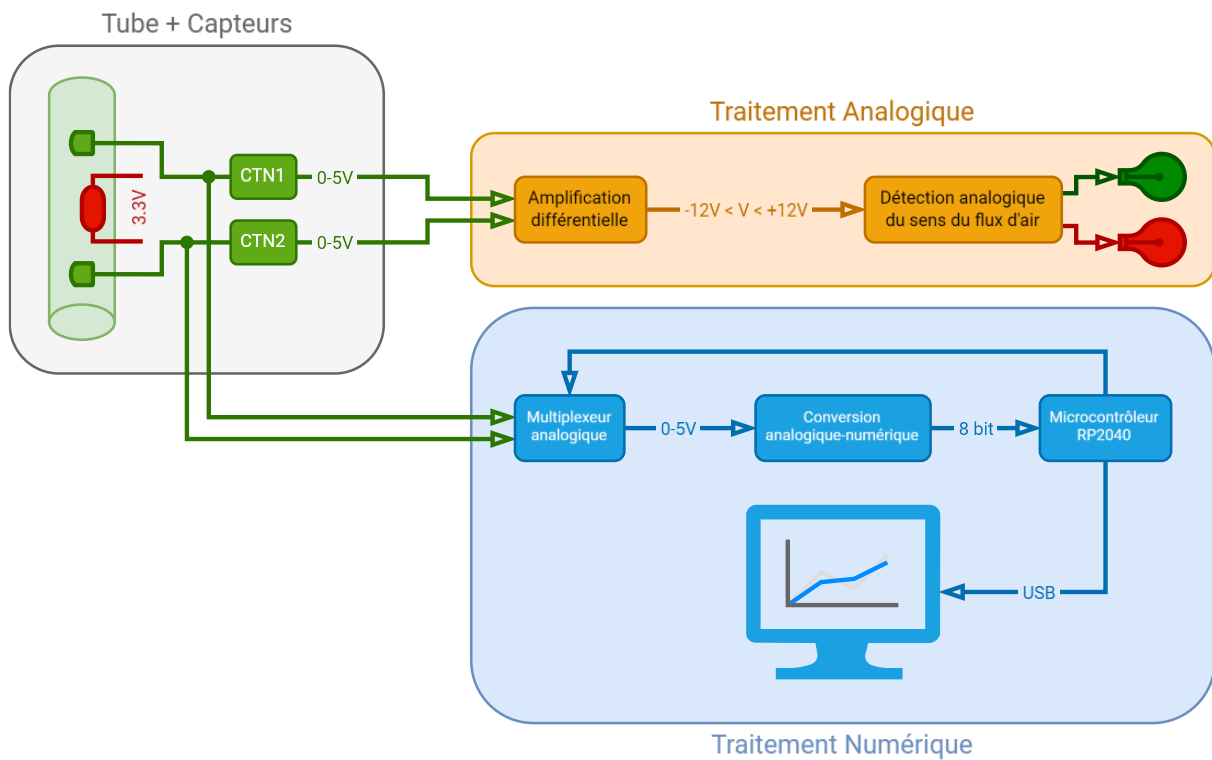 Tube + Capteurs
3.3V
CTN1
0-5V
CTN2
0-5V
Traitement Analogique
Amplification
différentielle
-12V < V < +12V
Détection analogique
du sens du flux d'air
Multiplexeur
analogique
0-5V
Conversion
analogique-numérique
8 bit
Microcontrôleur
RP2040
USB
Traitement Numérique